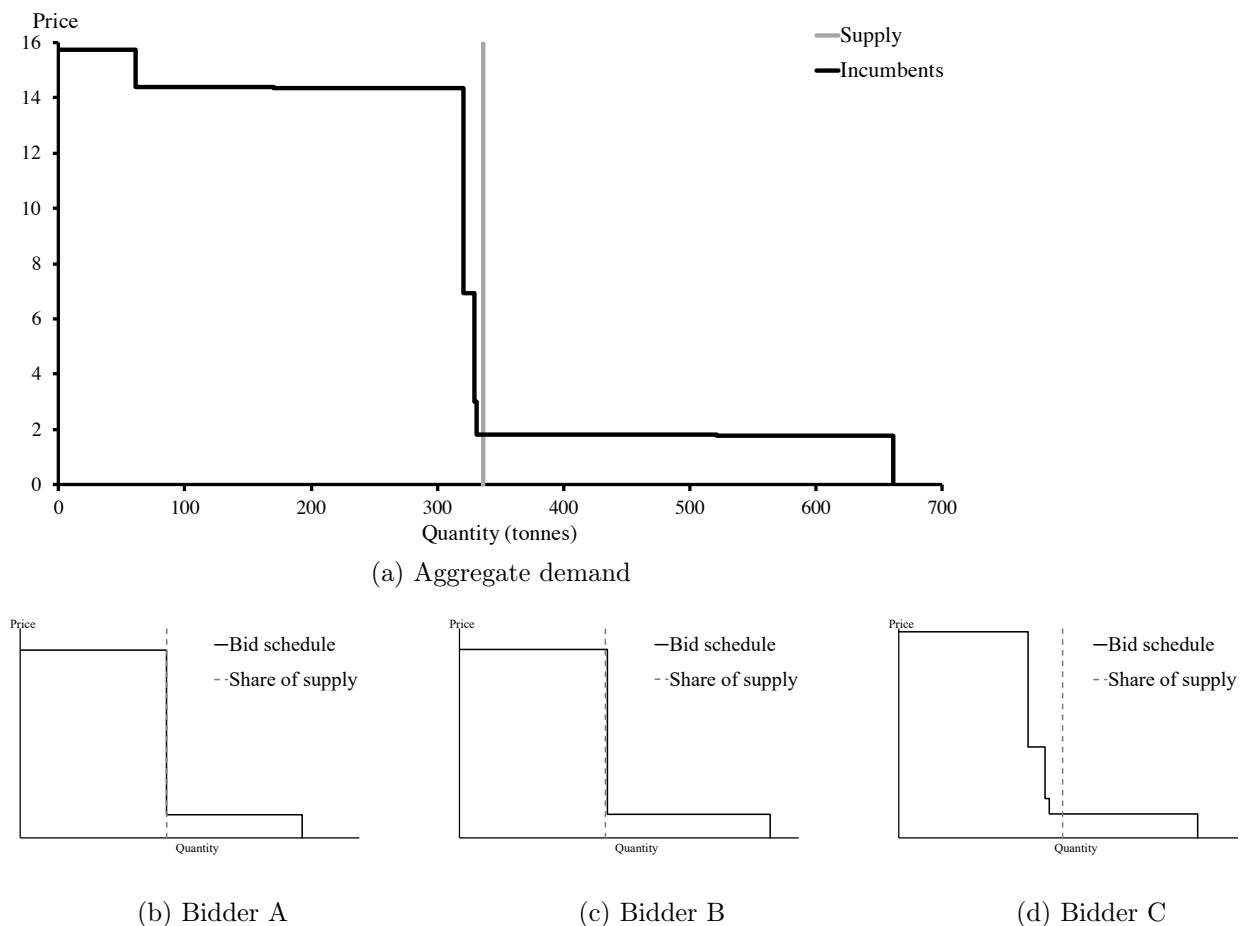 Price
16
14
12
10
8
6
4
2
0
0 100 200 300 400 500 600 700
Quantity (tonnes)
Supply
Incumbents
(a) Aggregate demand
Price
Bid schedule
Share of supply
Quantity
(b) Bidder A
Price
Bid schedule
Share of supply
Quantity
(c) Bidder B
Price
Bid schedule
Share of supply
Quantity
(d) Bidder C